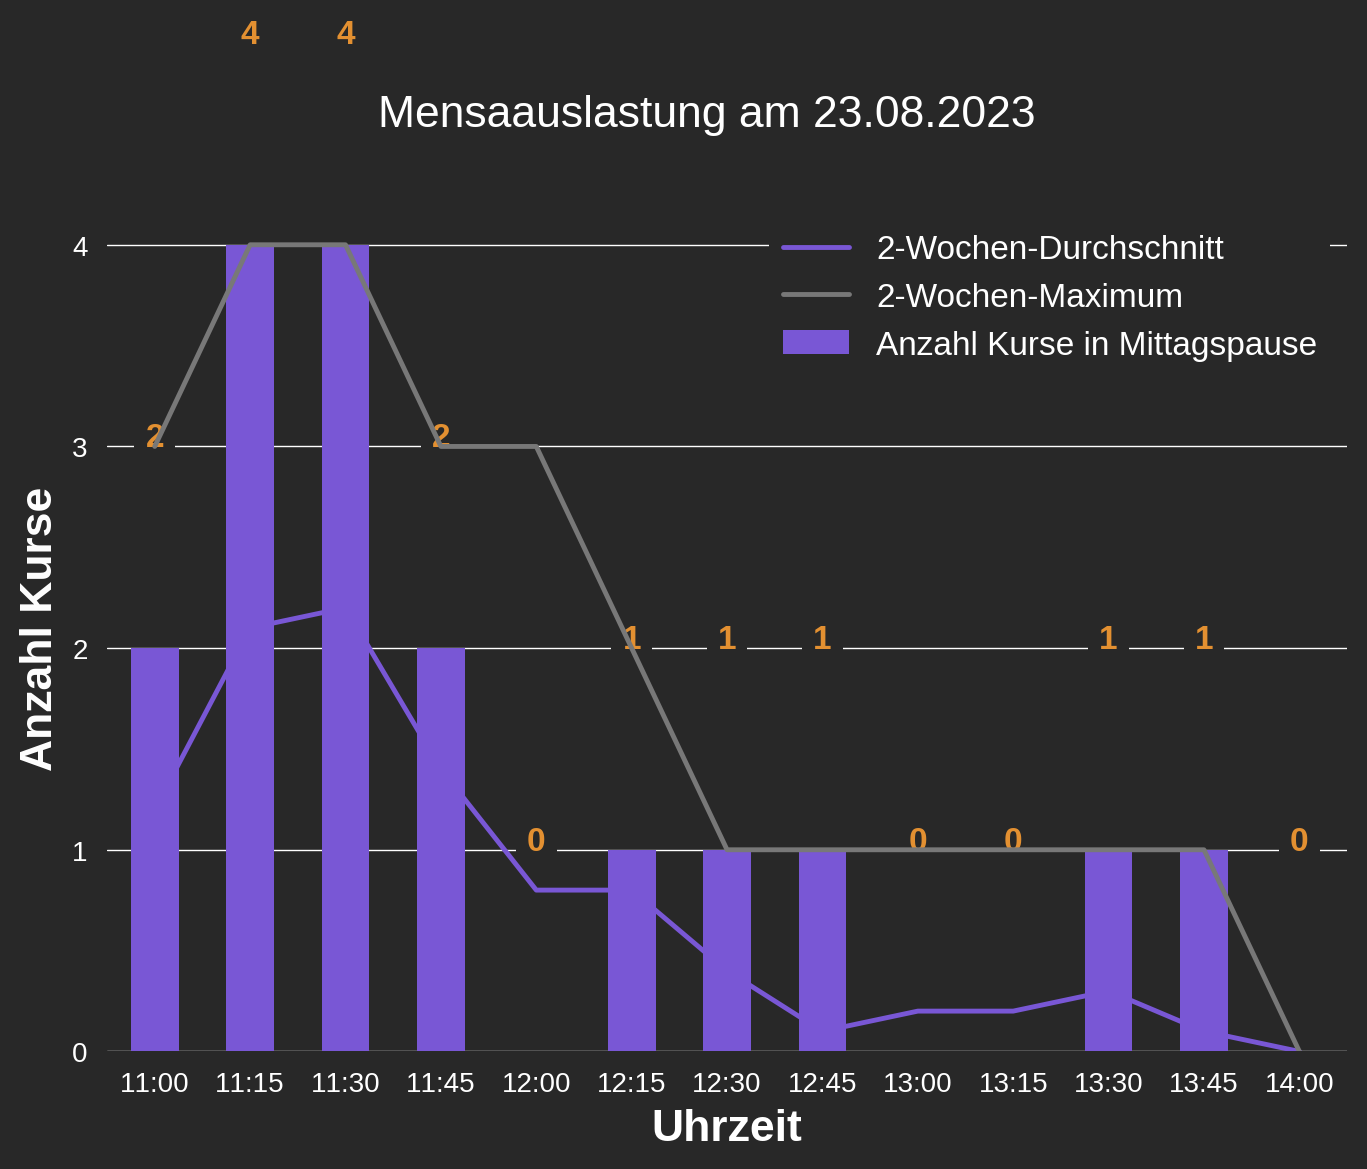 4 4
Mensaauslastung am 23.08.2023
4
2-Wochen-Durchschnitt
2-Wochen-Maximum
Anzahl Kurse in Mittagspause
3 2 2
2 1 1 1 1 1
1 0 0 0 0
0
Anzahl Kurse
11:00 11:15 11:30 11:45 12:00 12:15 12:30 12:45 13:00 13:15 13:30 13:45 14:00
Uhrzeit